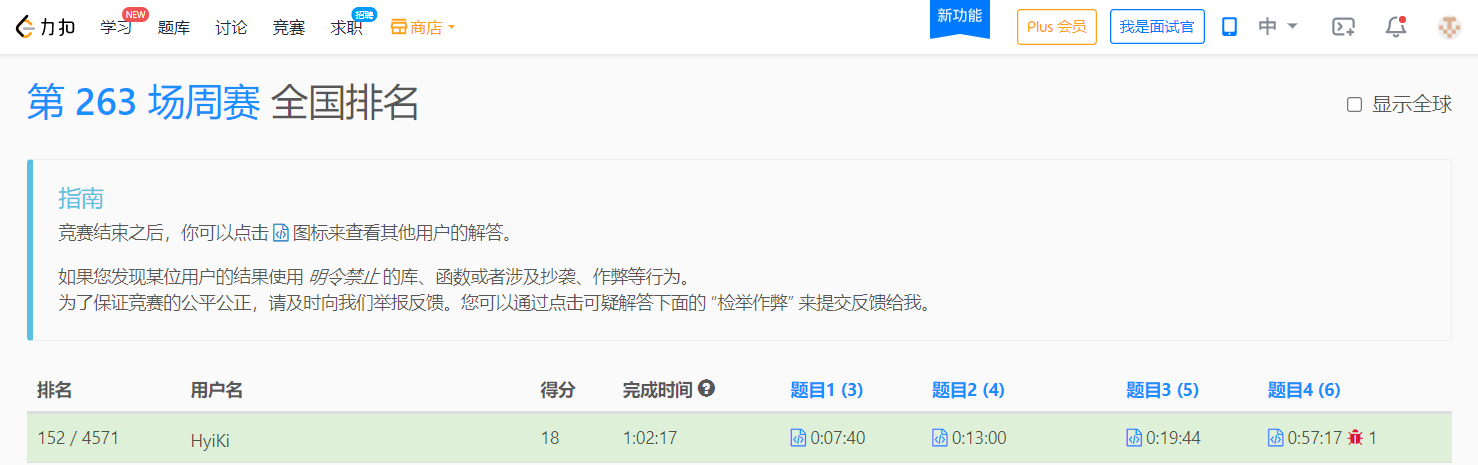 力扣 学习 NEW 题库 讨论 竞赛 求职 招聘 商店 新功能 Plus 会员 我是面试官 中
第 263 场周赛 全国排名 显示全球
指南
竞赛结束之后，你可以点击 图标来查看其他用户的解答。
如果您发现某位用户的结果使用 明令禁止 的库、函数或者涉及抄袭、作弊等行为。
为了保证竞赛的公平公正，请及时向我们举报反馈。您可以通过点击可疑解答下面的 “检举作弊” 来提交反馈给我。
排名 用户名 得分 完成时间 题目1 (3) 题目2 (4) 题目3 (5) 题目4 (6)
152 / 4571 HyiKi 18 1:02:17 0:07:40 0:13:00 0:19:44 0:57:17 1